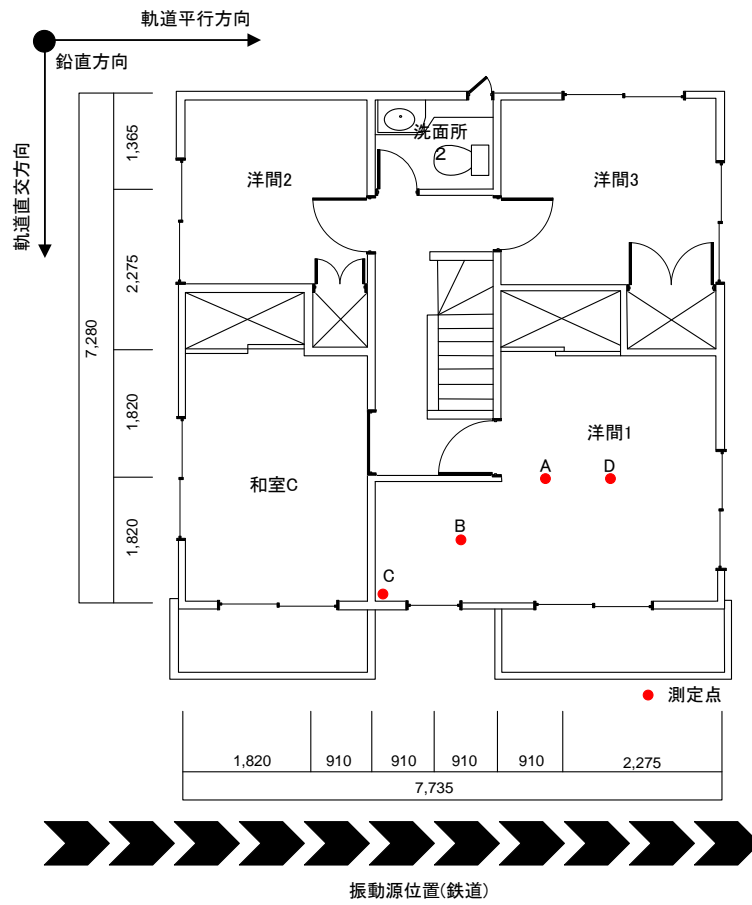 軌道平行方向
鉛直方向
軌道直交方向
1,365
2,275
7,280
1,820
1,820
洋間2
洗面所
2
洋間3
洋間1
和室C
A
D
B
C
測定点
1,820
910
910
910
910
2,275
7,735
振動源位置(鉄道)